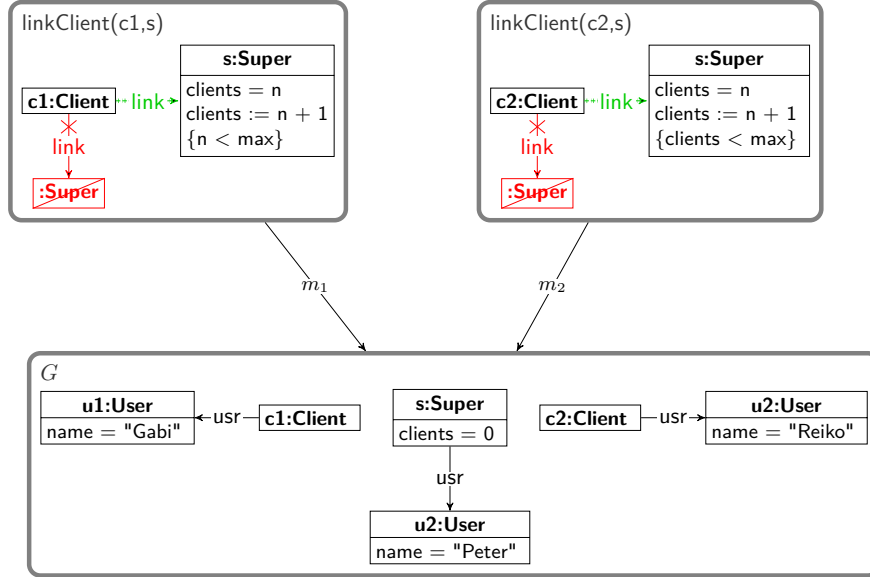 linkClient(c1,s)
s:Super
clients = n
clients := n + 1
{n < max}
c1:Client
link
link
:Super
linkClient(c2,s)
s:Super
clients = n
clients := n + 1
{clients < max}
c2:Client
link
link
:Super
m1
m2
G
u1:User
name = "Gabi"
usr
c1:Client
s:Super
clients = 0
c2:Client
usr
u2:User
name = "Reiko"
usr
u2:User
name = "Peter"